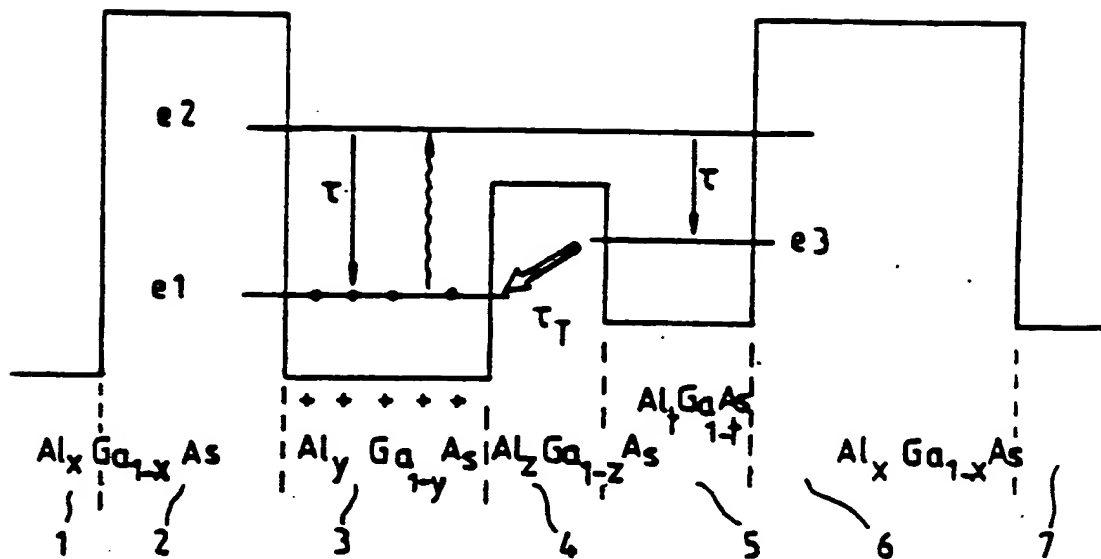 e2
τ
τ
e3
e1
τT
+ + + + +
AltGa1-tAs
AlxGa1-xAs
AlyGa1-yAs
AlzGa1-zAs
AlxGa1-xAs
1 2 3 4 5 6 7